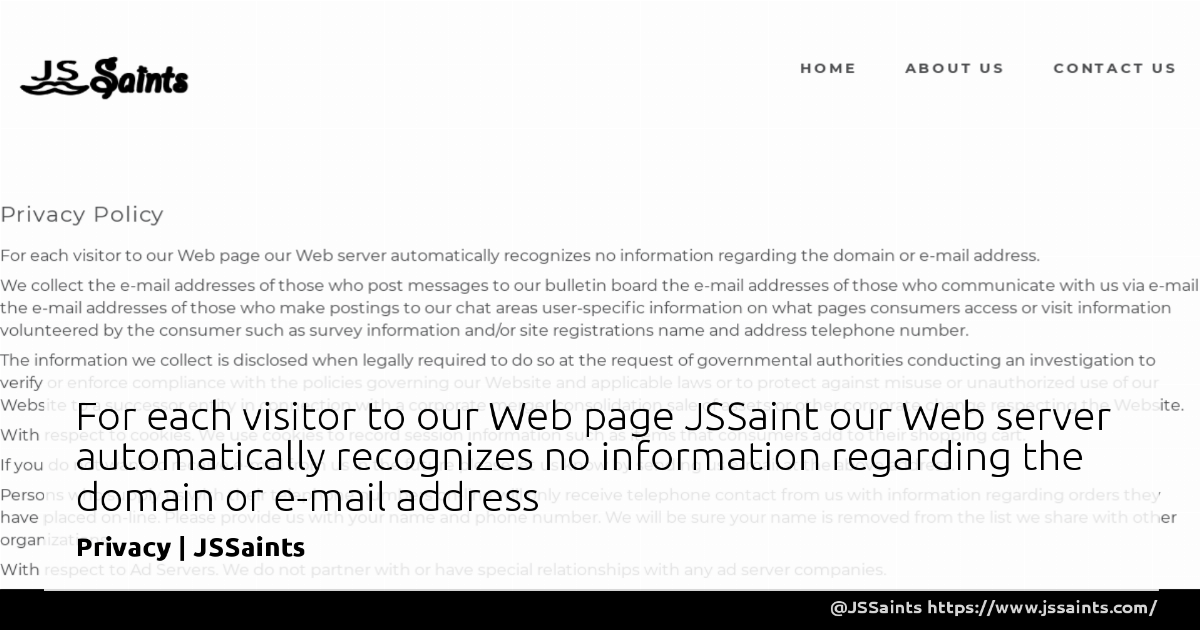 JS Saints
HOME ABOUT US CONTACT US
Privacy Policy
For each visitor to our Web page our Web server automatically recognizes no information regarding the domain or e-mail address.
We collect the e-mail addresses of those who post messages to our bulletin board the e-mail addresses of those who communicate with us via e-mail
the e-mail addresses of those who make postings to our chat areas user-specific information on what pages consumers access or visit information
volunteered by the consumer such as survey information and/or site registrations name and address telephone number.
The information we collect is disclosed when legally required to do so at the request of governmental authorities conducting an investigation to
verify or enforce compliance with the policies governing our Website and applicable laws or to protect against misuse or unauthorized use of our
Website to a successor entity in connection with a corporate merger consolidation sale of assets or other corporate change respecting the Website.
With respect to cookies. We use cookies to record session information such as items that consumers add to their shopping cart.
If you do
Persons
only receive telephone contact from us with information regarding orders they
have placed on-line. Please provide us with your name and phone number. We will be sure your name is removed from the list we share with other
organizations
With respect to Ad Servers. We do not partner with or have special relationships with any ad server companies.
For each visitor to our Web page JSSaint our Web server
automatically recognizes no information regarding the
domain or e-mail address
Privacy | JSSaints
@JSSaints https://www.jssaints.com/